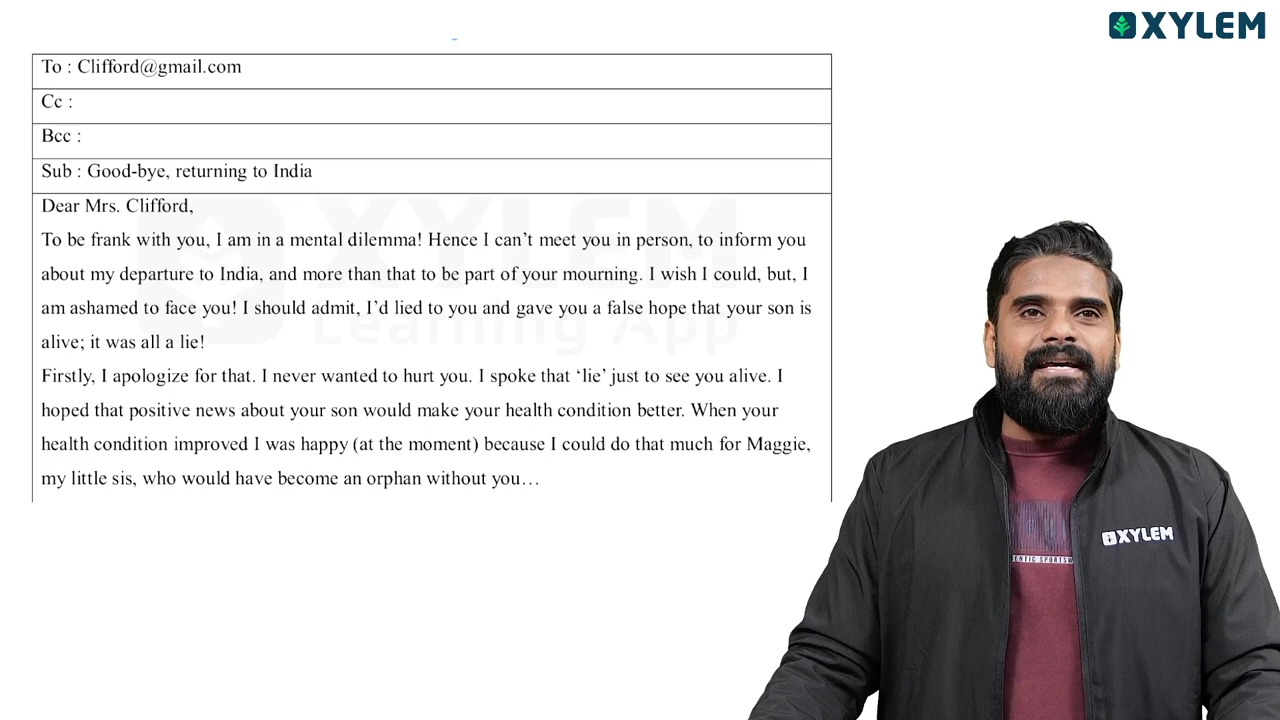 XYLEM
To : Clifford@gmail.com
Cc :
Bcc :
Sub : Good-bye, returning to India
Dear Mrs. Clifford,
To be frank with you, I am in a mental dilemma! Hence I can’t meet you in person, to inform you
about my departure to India, and more than that to be part of your mourning. I wish I could, but, I
am ashamed to face you! I should admit, I’d lied to you and gave you a false hope that your son is
alive; it was all a lie!
Firstly, I apologize for that. I never wanted to hurt you. I spoke that ‘lie’ just to see you alive. I
hoped that positive news about your son would make your health condition better. When your
health condition improved I was happy (at the moment) because I could do that much for Maggie,
my little sis, who would have become an orphan without you…
XYLEM
Learning App
XYLEM
ENTIC SPORTSW